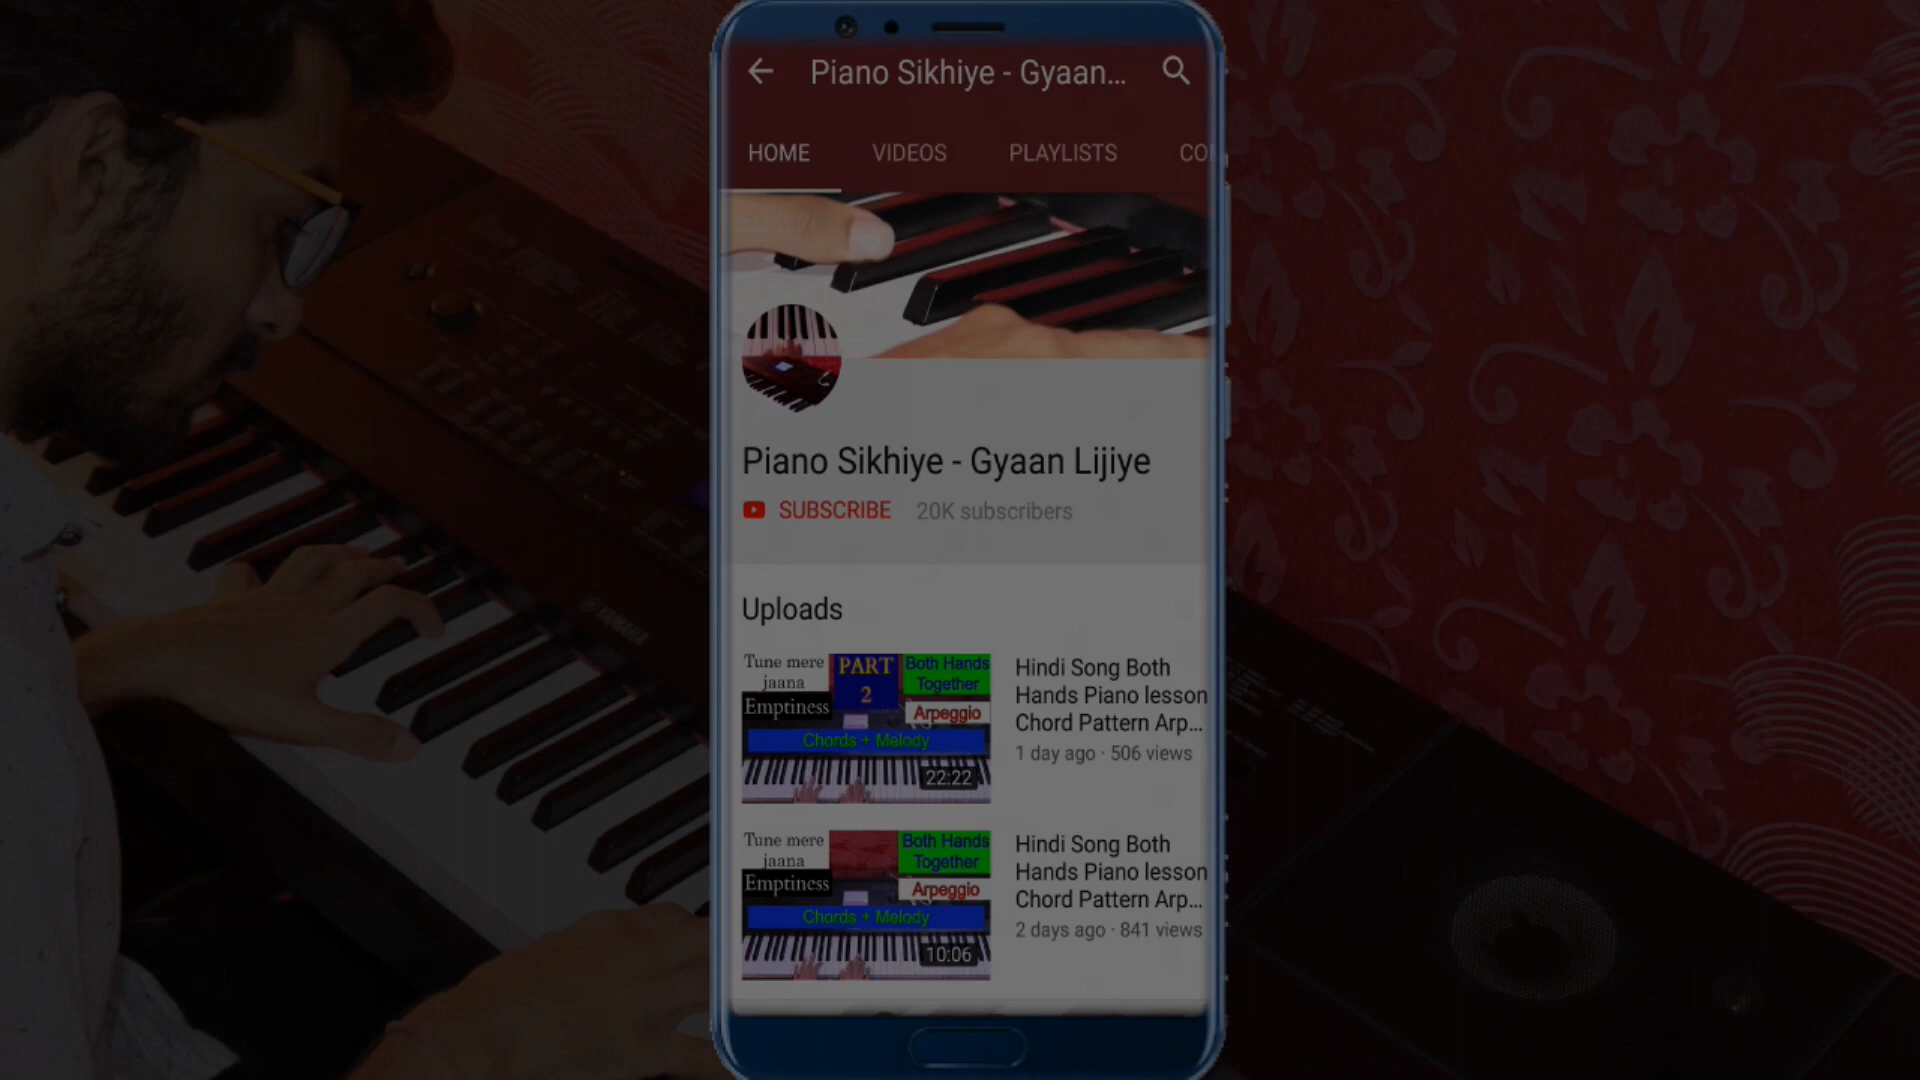 Piano Sikhiye - Gyaan...
HOME VIDEOS PLAYLISTS
Piano Sikhiye - Gyaan Lijiye
SUBSCRIBE 20K subscribers
Uploads
Tune mere
jaana
Emptiness
PART
2
Both Hands
Together
Arpeggio
Chords + Melody
22:22
Hindi Song Both
Hands Piano lesson
Chord Pattern Arp...
1 day ago · 506 views
Tune mere
jaana
Emptiness
Both Hands
Together
Arpeggio
Chords + Melody
10:06
Hindi Song Both
Hands Piano lesson
Chord Pattern Arp...
2 days ago · 841 views
YAMAHA